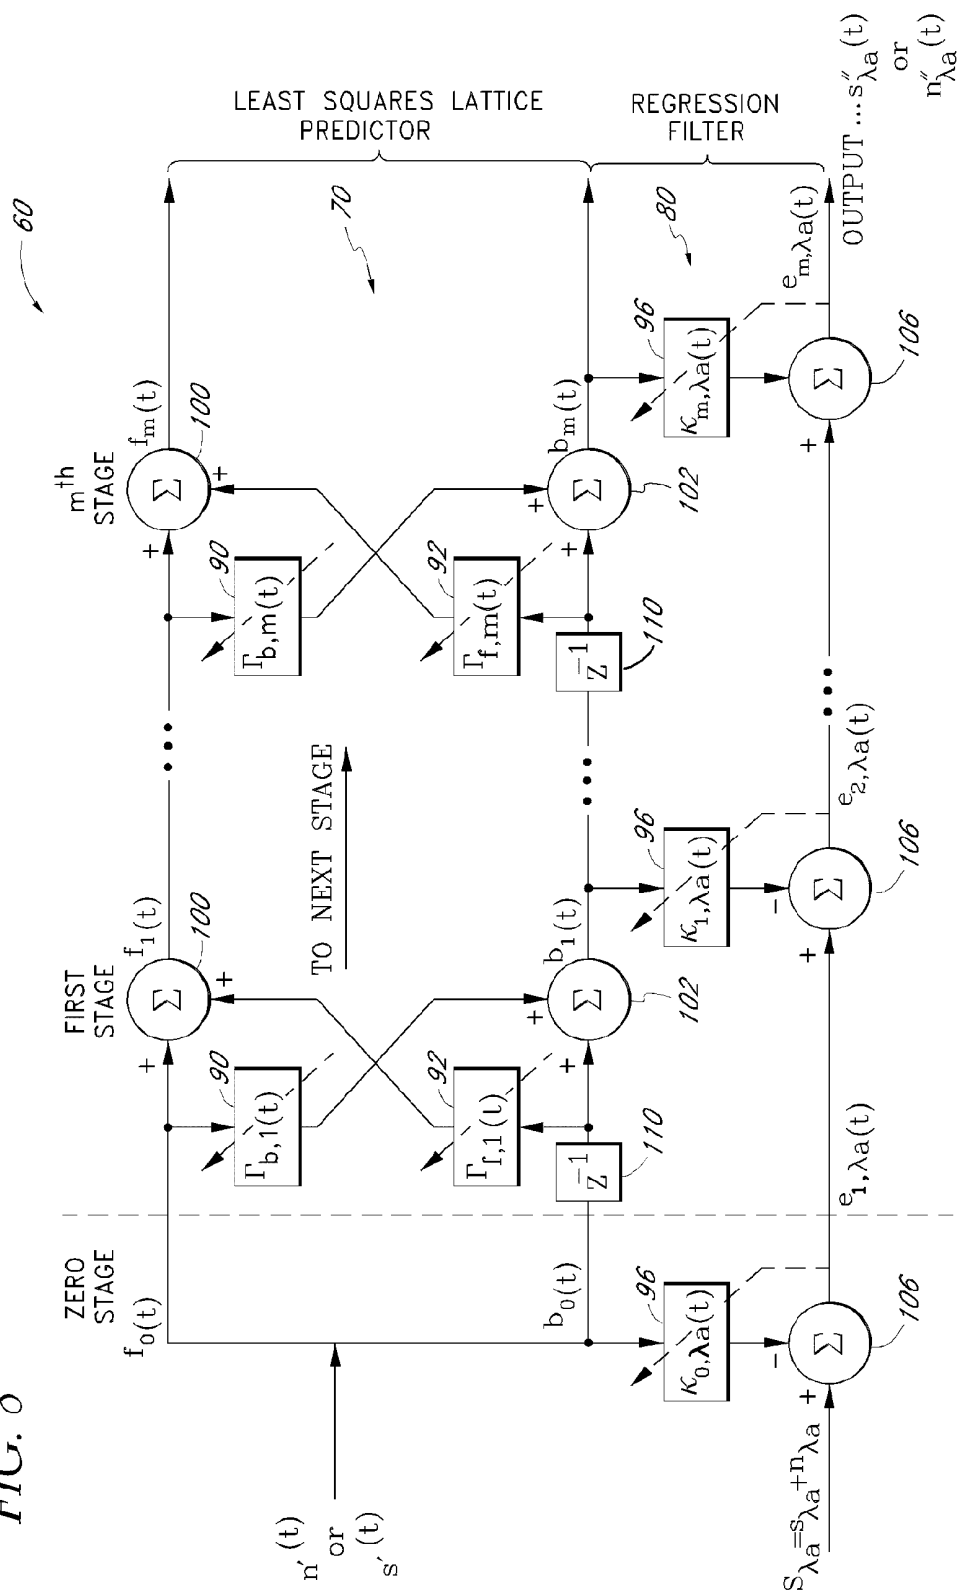 FIG. 8
60
ZERO STAGE
FIRST STAGE
mᵗʰ STAGE
f₀(t)
f₁(t)
fₘ(t)
Σ
100
Σ
100
+
+
+
+
90
Γb,1(t)
90
Γb,m(t)
LEAST SQUARES LATTICE
PREDICTOR
70
n´(t)
or
s´(t)
TO NEXT STAGE
92
Γf,1(t)
92
Γf,m(t)
b₀(t)
b₁(t)
bₘ(t)
z⁻¹
110
z⁻¹
110
+
+
Σ
102
+
+
Σ
102
REGRESSION
FILTER
80
96
κ0,λa(t)
96
κ1,λa(t)
96
κm,λa(t)
-
-
+
+
+
Σ
106
Σ
106
Σ
106
Sλa=sλa+nλa
e1,λa(t)
e2,λa(t)
em,λa(t)
OUTPUT ... s″λa(t)
or
n″λa(t)